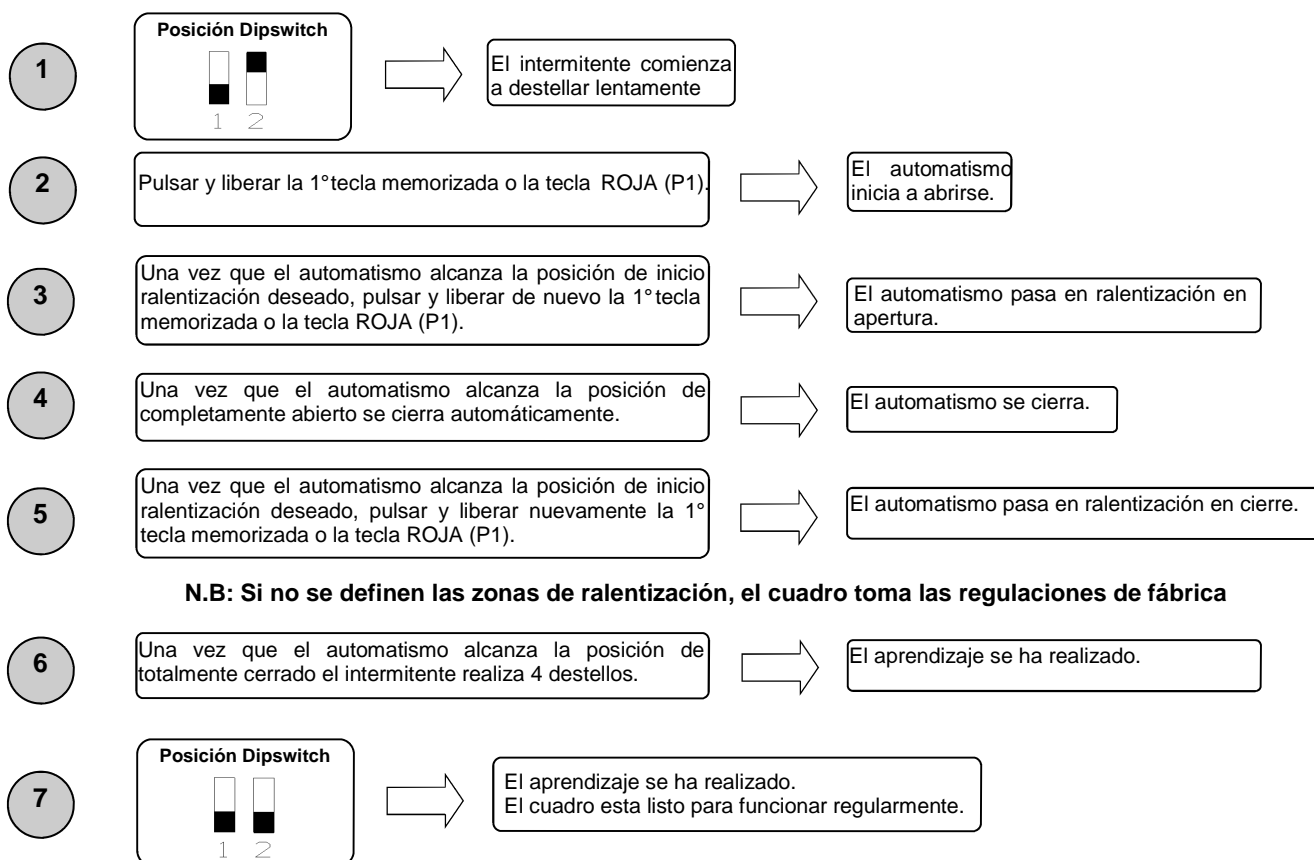 1
Posición Dipswitch
1 2
El intermitente comienza
a destellar lentamente
2
Pulsar y liberar la 1° tecla memorizada o la tecla ROJA (P1).
El automatismo
inicia a abrirse.
3
Una vez que el automatismo alcanza la posición de inicio
ralentización deseado, pulsar y liberar de nuevo la 1° tecla
memorizada o la tecla ROJA (P1).
El automatismo pasa en ralentización en
apertura.
4
Una vez que el automatismo alcanza la posición de
completamente abierto se cierra automáticamente.
El automatismo se cierra.
5
Una vez que el automatismo alcanza la posición de inicio
ralentización deseado, pulsar y liberar nuevamente la 1°
tecla memorizada o la tecla ROJA (P1).
El automatismo pasa en ralentización en cierre.
N.B: Si no se definen las zonas de ralentización, el cuadro toma las regulaciones de fábrica
6
Una vez que el automatismo alcanza la posición de
totalmente cerrado el intermitente realiza 4 destellos.
El aprendizaje se ha realizado.
7
Posición Dipswitch
1 2
El aprendizaje se ha realizado.
El cuadro esta listo para funcionar regularmente.